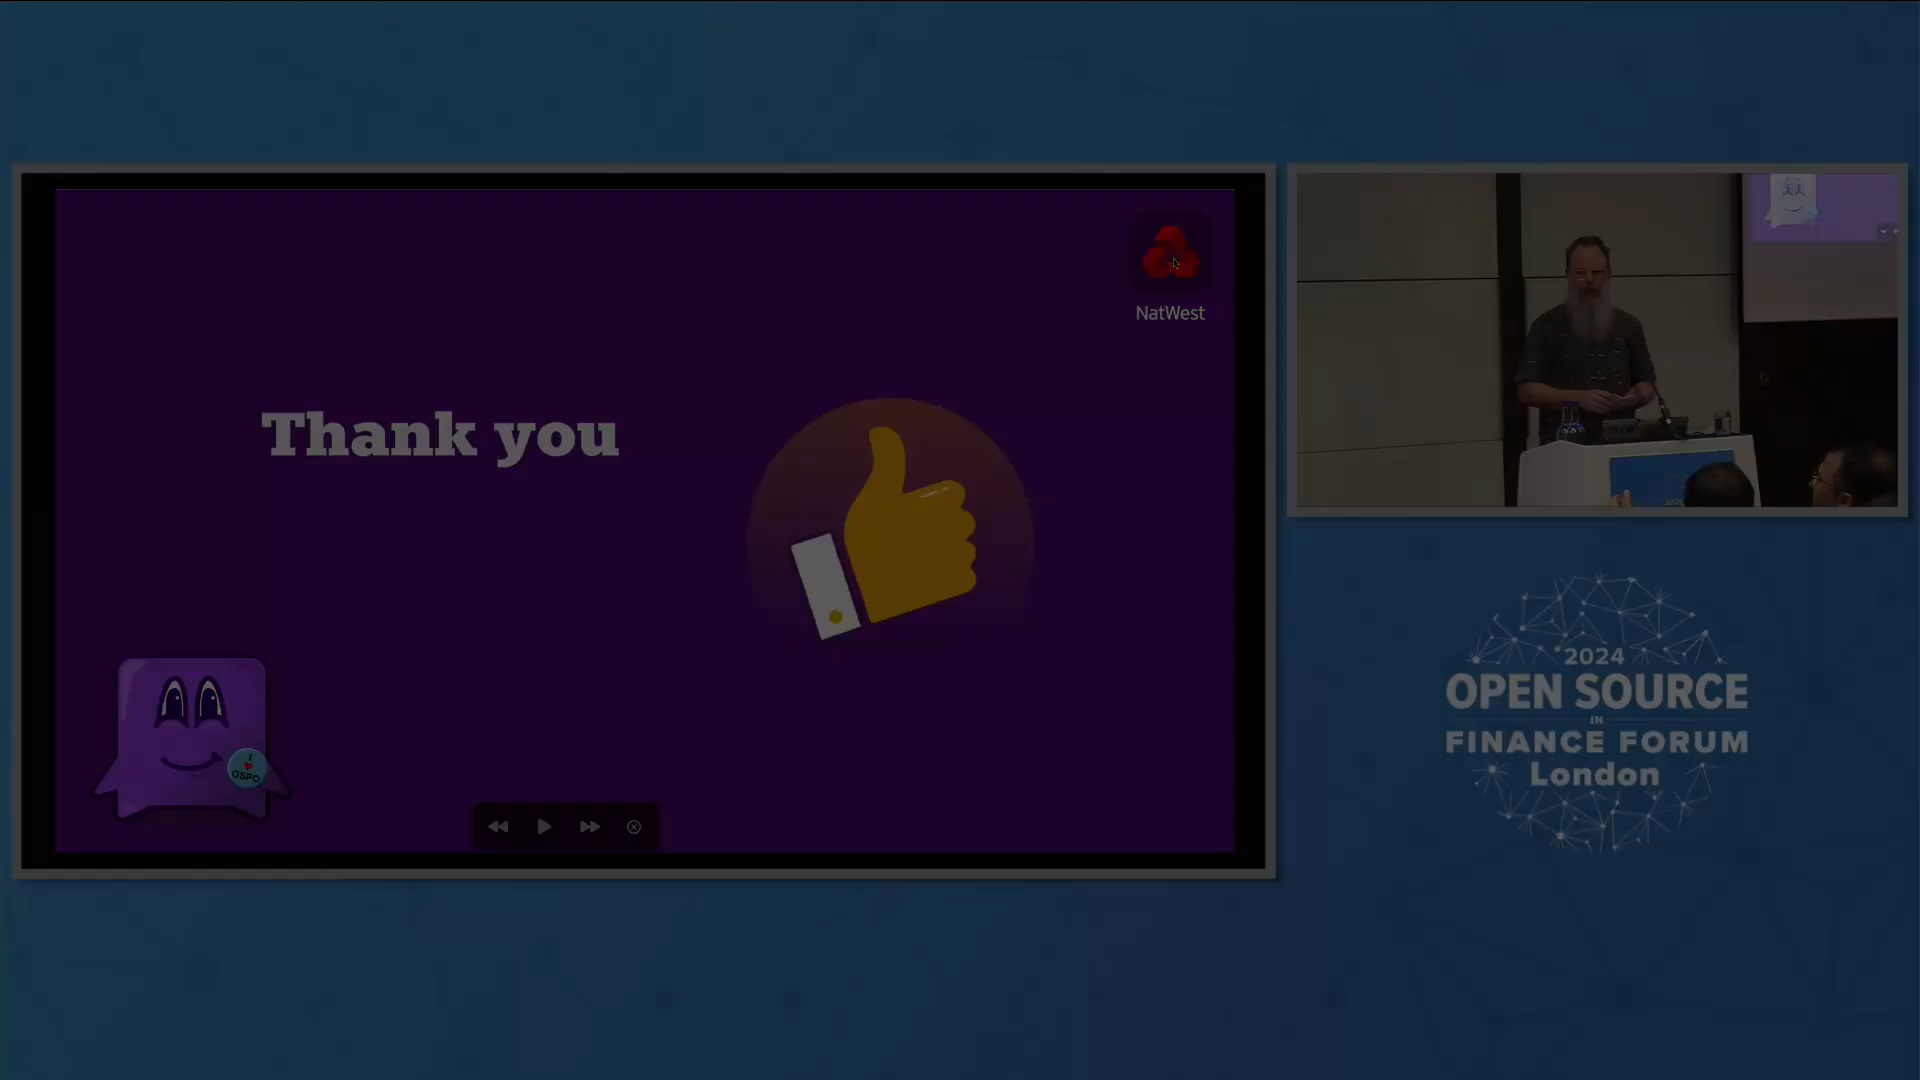 NatWest
Thank you
I
OSPO
2024
OPEN SOURCE
IN
FINANCE FORUM
London